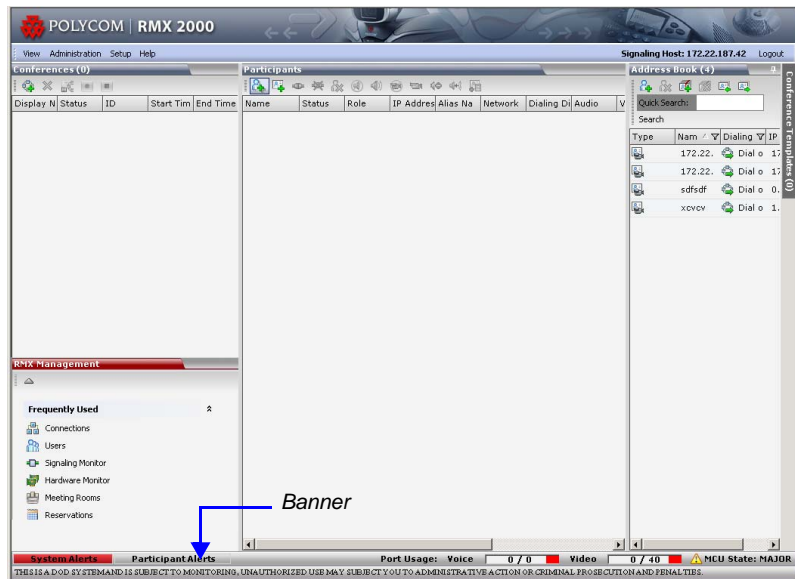 POLYCOM | RMX 2000
View Administration Setup Help
Signaling Host: 172.22.187.42 Logout
Conferences (0)
Display N Status ID Start Tim End Time
Participants
Name Status Role IP Addres Alias Na Network Dialing Di Audio V
Address Book (4)
Quick Search:
Search
Type Nam Dialing IP
172.22. Dial o 17
172.22. Dial o 17
sdfsdf Dial o 0.
xcvcv Dial o 1.
Conference Templates (0)
RMX Management
Frequently Used
Connections
Users
Signaling Monitor
Hardware Monitor
Meeting Rooms
Reservations
Banner
System Alerts Participant Alerts Port Usage: Voice 0 / 0 Video 0 / 40 MCU State: MAJOR
THIS IS A DOD SYSTEM AND IS SUBJECT TO MONITORING, UNAUTHORIZED USE MAY SUBJECT YOU TO ADMINISTRATIVE ACTION OR CRIMINAL PROSECUTION AND PENALTIES.